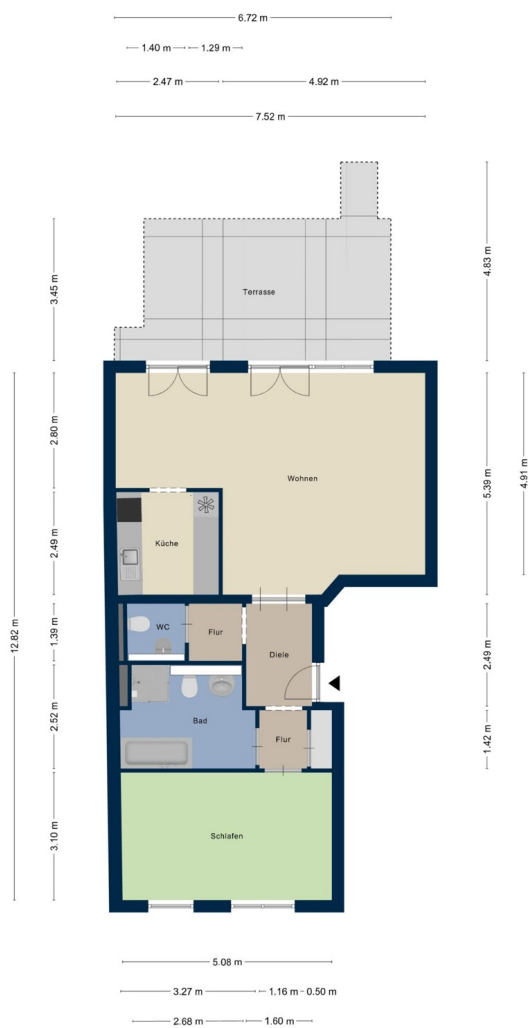 6.72 m
1.40 m 1.29 m
2.47 m 4.92 m
7.52 m
4.83 m
3.45 m
Terrasse
2.80 m
5.39 m
4.91 m
Wohnen
2.49 m
Küche
12.82 m
1.39 m
WC
Flur
Diele
2.49 m
2.52 m
Bad
Flur
1.42 m
3.10 m
Schlafen
5.08 m
3.27 m 1.16 m 0.50 m
2.68 m 1.60 m